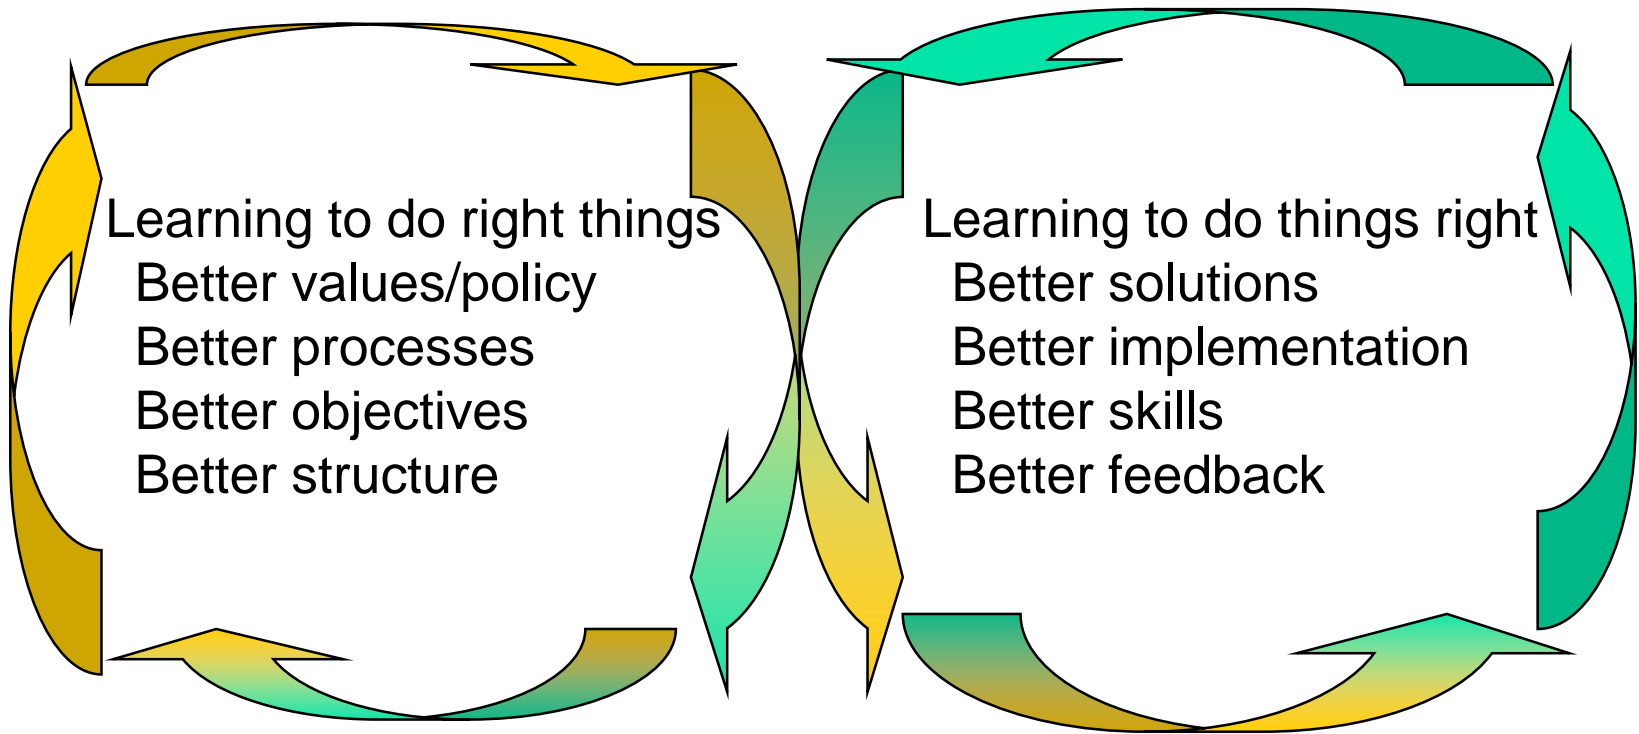 Learning to do right things
Better values/policy
Better processes
Better objectives
Better structure
Learning to do things right
Better solutions
Better implementation
Better skills
Better feedback